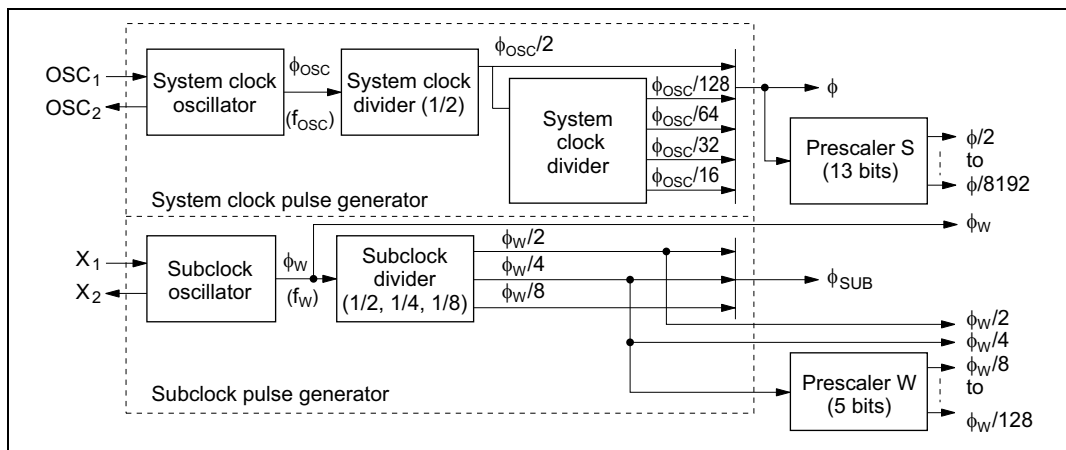 OSC1
OSC2
System clock
oscillator
ϕOSC
(fOSC)
System clock
divider (1/2)
ϕOSC/2
System
clock
divider
ϕOSC/128
ϕOSC/64
ϕOSC/32
ϕOSC/16
ϕ
Prescaler S
(13 bits)
ϕ/2
to
ϕ/8192
System clock pulse generator
ϕW
X1
X2
Subclock
oscillator
ϕW
(fW)
Subclock
divider
(1/2, 1/4, 1/8)
ϕW/2
ϕW/4
ϕW/8
ϕSUB
ϕW/2
ϕW/4
Prescaler W
(5 bits)
ϕW/8
to
ϕW/128
Subclock pulse generator